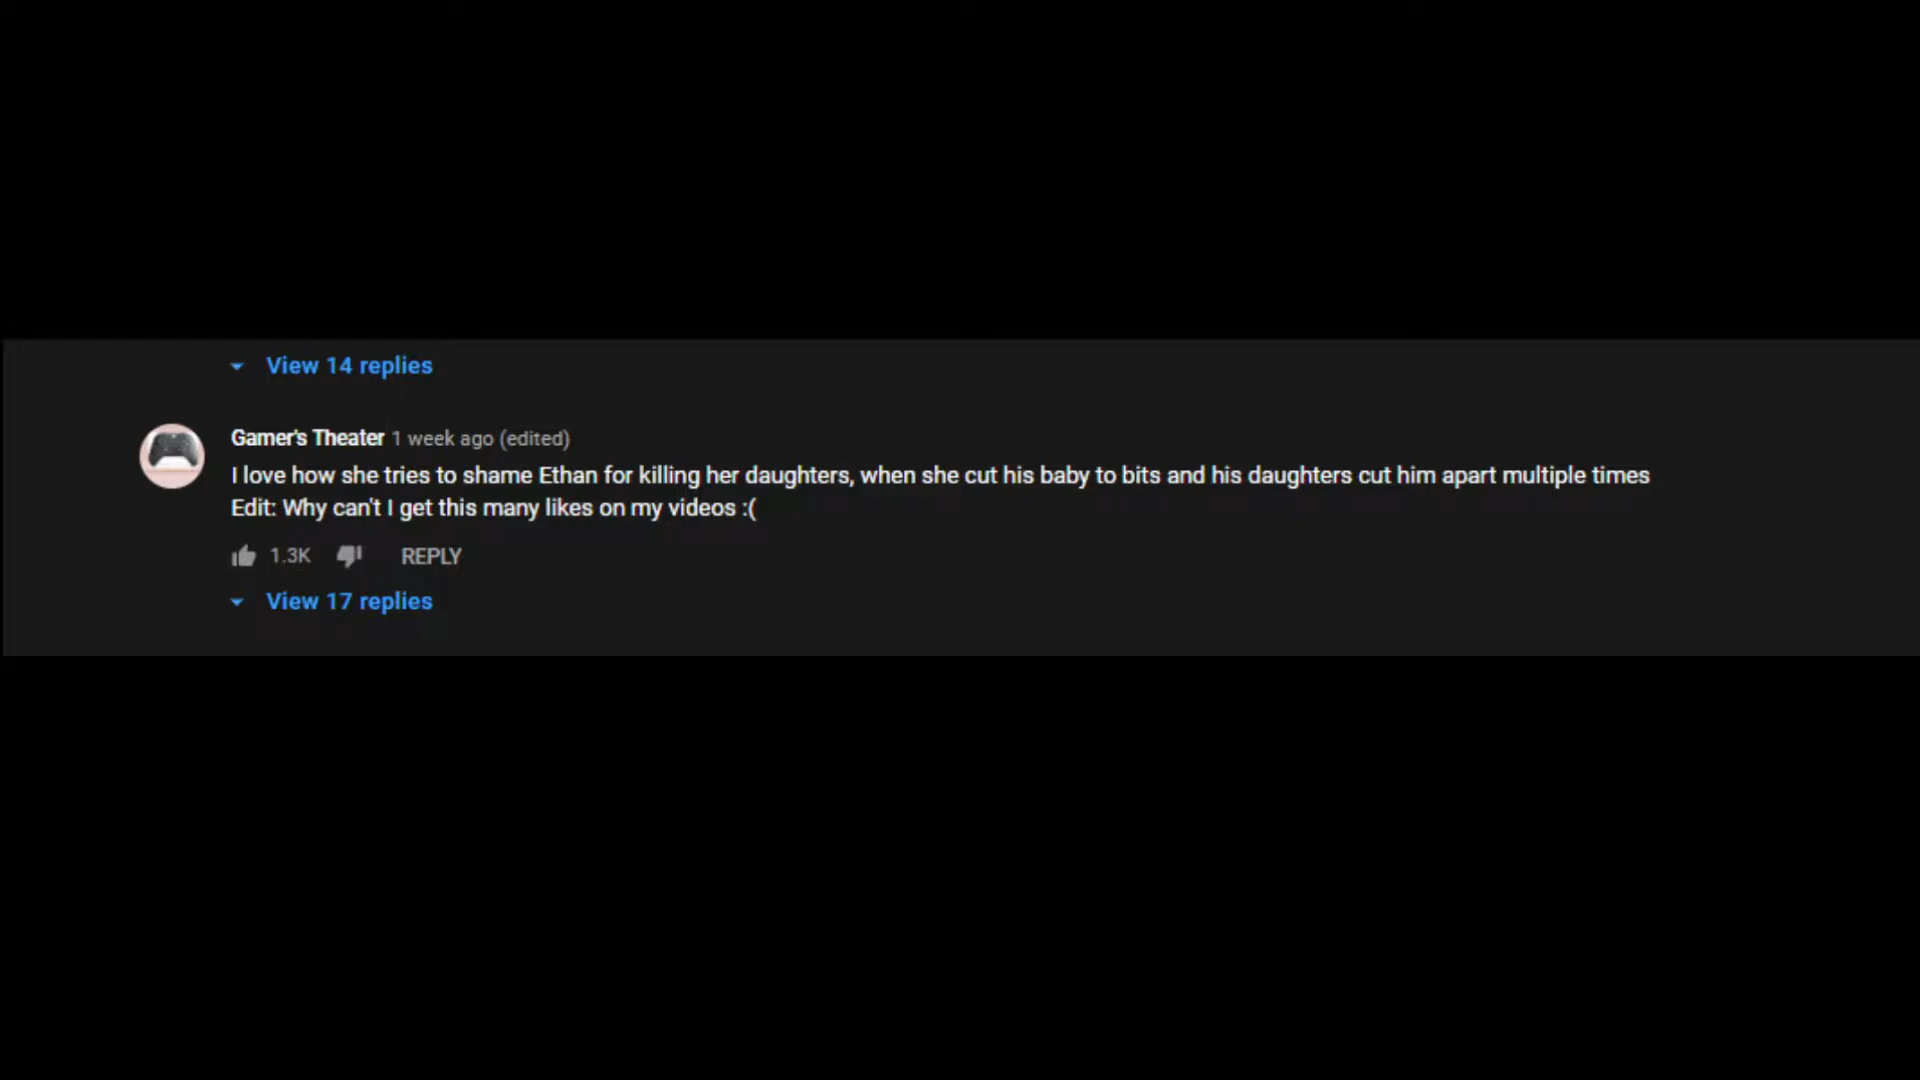 View 14 replies
Gamer's Theater 1 week ago (edited)
I love how she tries to shame Ethan for killing her daughters, when she cut his baby to bits and his daughters cut him apart multiple times
Edit: Why can't I get this many likes on my videos :(
1.3K REPLY
View 17 replies